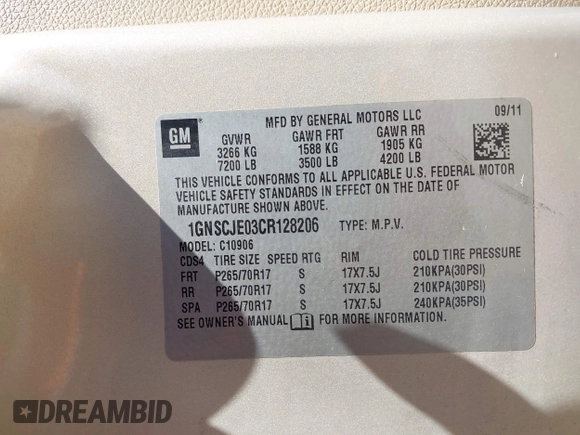 MFD BY GENERAL MOTORS LLC 09/11
GM
GVWR GAWR FRT GAWR RR
3266 KG 1588 KG 1905 KG
7200 LB 3500 LB 4200 LB
THIS VEHICLE CONFORMS TO ALL APPLICABLE U.S. FEDERAL MOTOR
VEHICLE SAFETY STANDARDS IN EFFECT ON THE DATE OF
MANUFACTURE SHOWN ABOVE.
1GNSCJE03CR128206 TYPE: M.P.V.
MODEL: C10906
CDS4 TIRE SIZE SPEED RTG RIM COLD TIRE PRESSURE
FRT P265/70R17 S 17X7.5J 210KPA(30PSI)
RR P265/70R17 S 17X7.5J 210KPA(30PSI)
SPA P265/70R17 S 17X7.5J 240KPA(35PSI)
SEE OWNER'S MANUAL FOR MORE INFORMATION.
DREAMBID